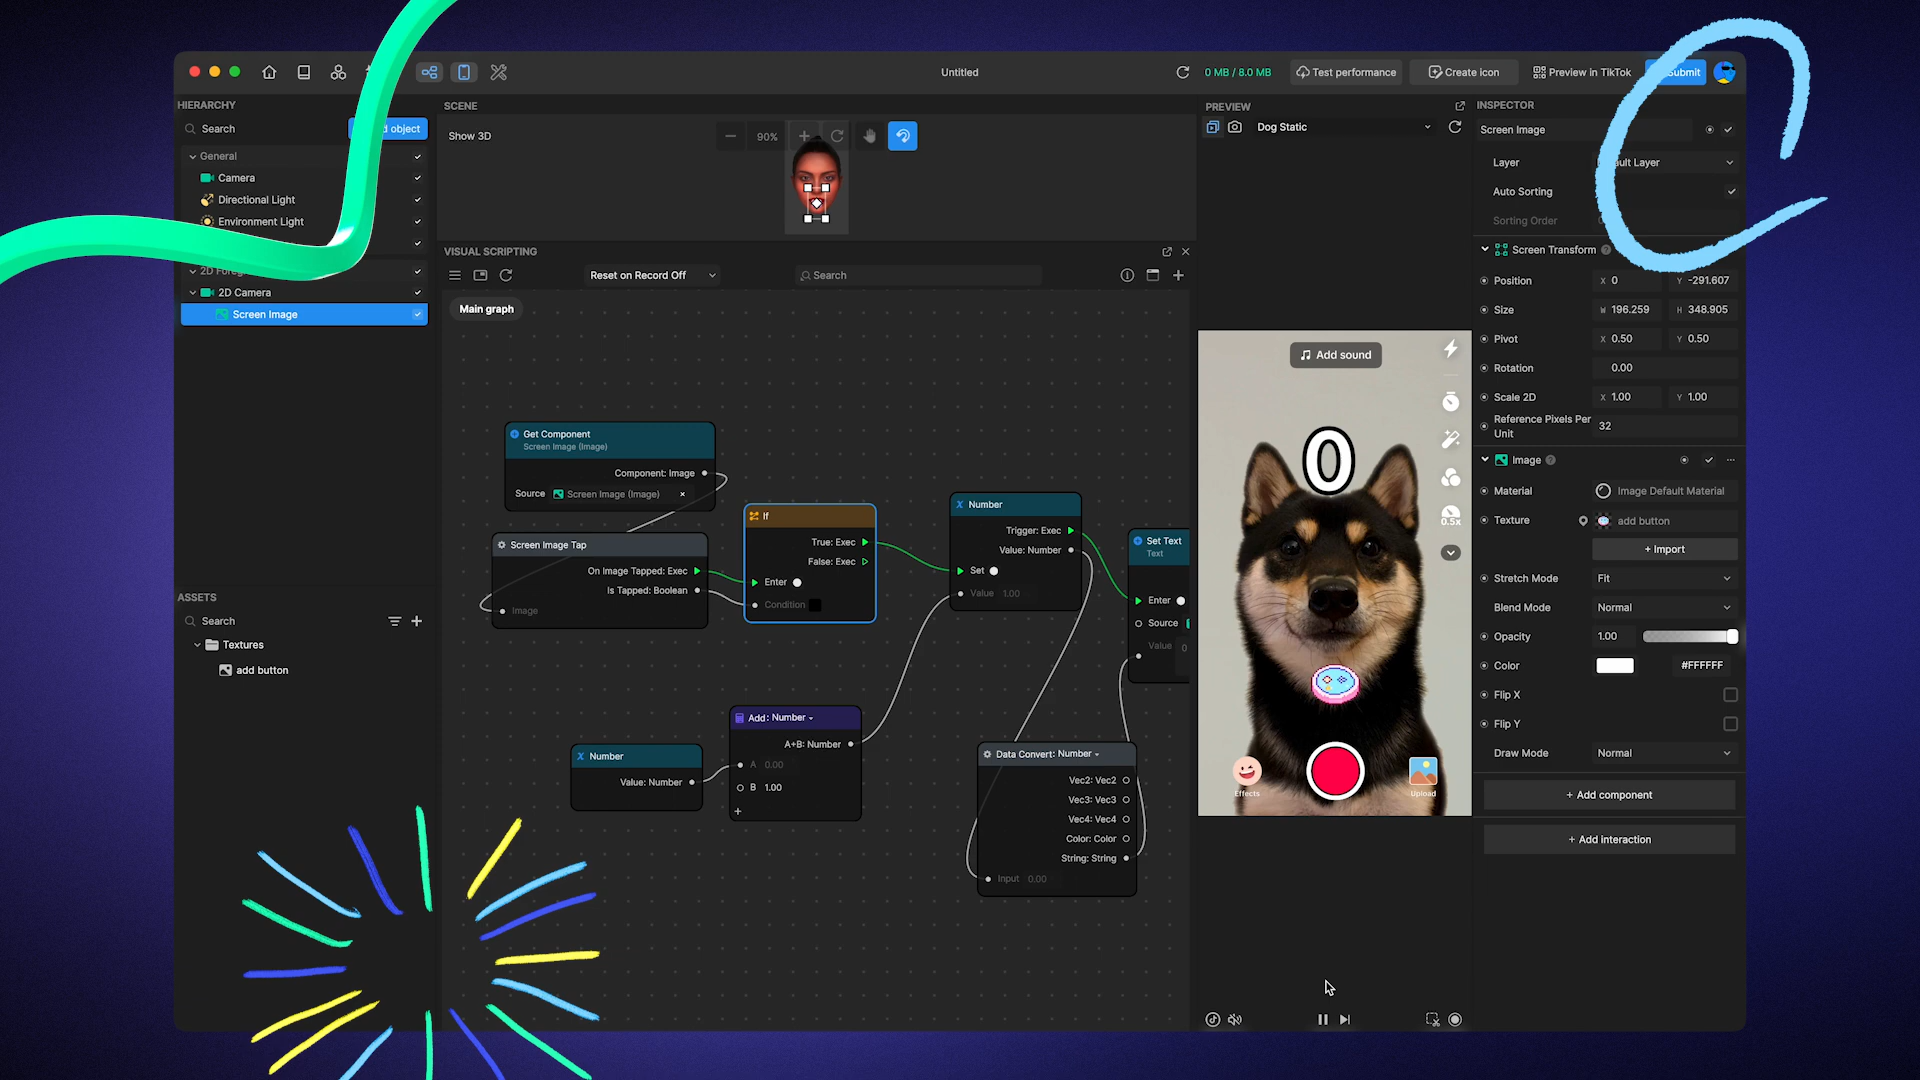 Untitled
0 MB / 8.0 MB
Test performance
Create icon
Preview in TikTok
Submit
HIERARCHY
Search
object
General
Camera
Directional Light
Environment Light
2D Foreg
2D Camera
Screen Image
ASSETS
Search
Textures
add button
SCENE
Show 3D
90%
VISUAL SCRIPTING
Reset on Record Off
Search
Main graph
Get Component
Screen Image (Image)
Component: Image
Source Screen Image (Image) ×
Screen Image Tap
On Image Tapped: Exec
Is Tapped: Boolean
Image
If
True: Exec
False: Exec
Enter
Condition
Number
Trigger: Exec
Value: Number
Set
Value 1.00
Set Text
Text
Enter
Source
Value 0
Number
Value: Number
Add: Number
A+B: Number
A 0.00
B 1.00
+
Data Convert: Number
Vec2: Vec2
Vec3: Vec3
Vec4: Vec4
Color: Color
String: String
Input 0.00
PREVIEW
Dog Static
Add sound
0
0.5x
Effects
Upload
INSPECTOR
Screen Image
Layer ult Layer
Auto Sorting
Sorting Order
Screen Transform
Position X 0 Y -291.607
Size W 196.259 H 348.905
Pivot X 0.50 Y 0.50
Rotation 0.00
Scale 2D X 1.00 Y 1.00
Reference Pixels Per Unit 32
Image
Material Image Default Material
Texture add button
+ Import
Stretch Mode Fit
Blend Mode Normal
Opacity 1.00
Color #FFFFFF
Flip X
Flip Y
Draw Mode Normal
+ Add component
+ Add interaction